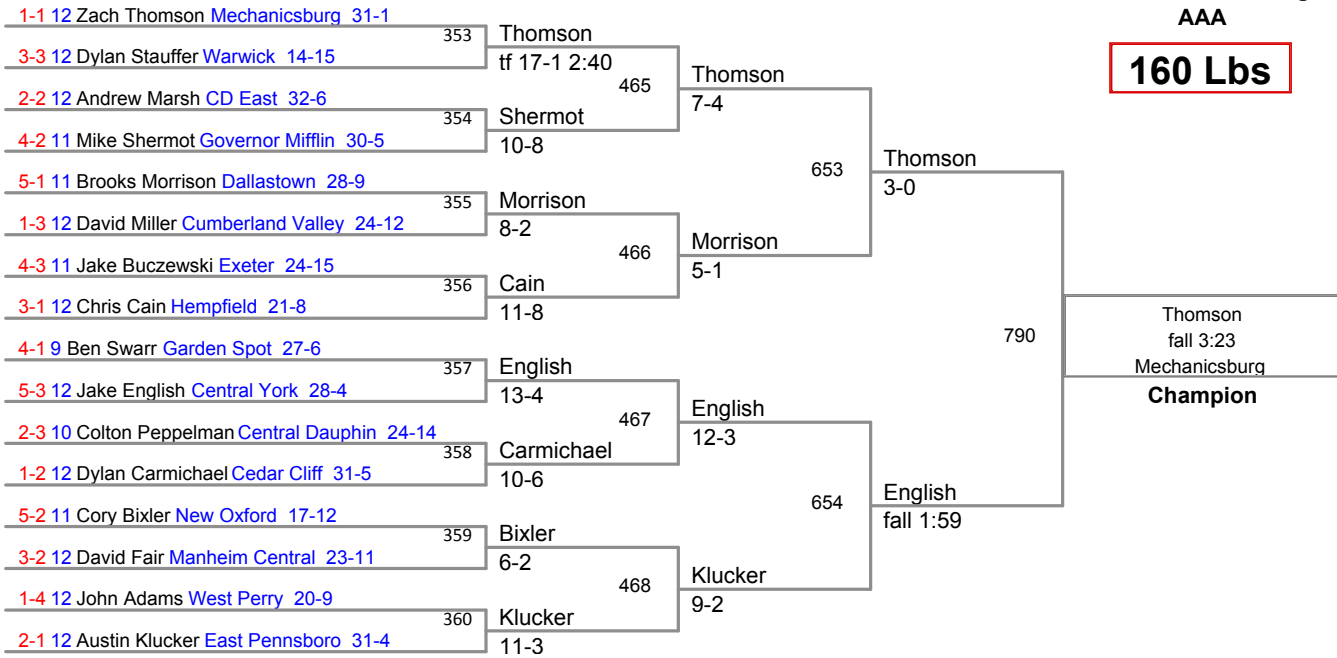 AAA
160 Lbs
1-1 12 Zach Thomson Mechanicsburg 31-1
3-3 12 Dylan Stauffer Warwick 14-15
2-2 12 Andrew Marsh CD East 32-6
4-2 11 Mike Shermot Governor Mifflin 30-5
5-1 11 Brooks Morrison Dallastown 28-9
1-3 12 David Miller Cumberland Valley 24-12
4-3 11 Jake Buczewski Exeter 24-15
3-1 12 Chris Cain Hempfield 21-8
4-1 9 Ben Swarr Garden Spot 27-6
5-3 12 Jake English Central York 28-4
2-3 10 Colton Peppelman Central Dauphin 24-14
1-2 12 Dylan Carmichael Cedar Cliff 31-5
5-2 11 Cory Bixler New Oxford 17-12
3-2 12 David Fair Manheim Central 23-11
1-4 12 John Adams West Perry 20-9
2-1 12 Austin Klucker East Pennsboro 31-4
353
Thomson
tf 17-1 2:40
354
Shermot
10-8
355
Morrison
8-2
356
Cain
11-8
357
English
13-4
358
Carmichael
10-6
359
Bixler
6-2
360
Klucker
11-3
465
Thomson
7-4
466
Morrison
5-1
467
English
12-3
468
Klucker
9-2
653
Thomson
3-0
654
English
fall 1:59
790
Thomson
fall 3:23
Mechanicsburg
Champion